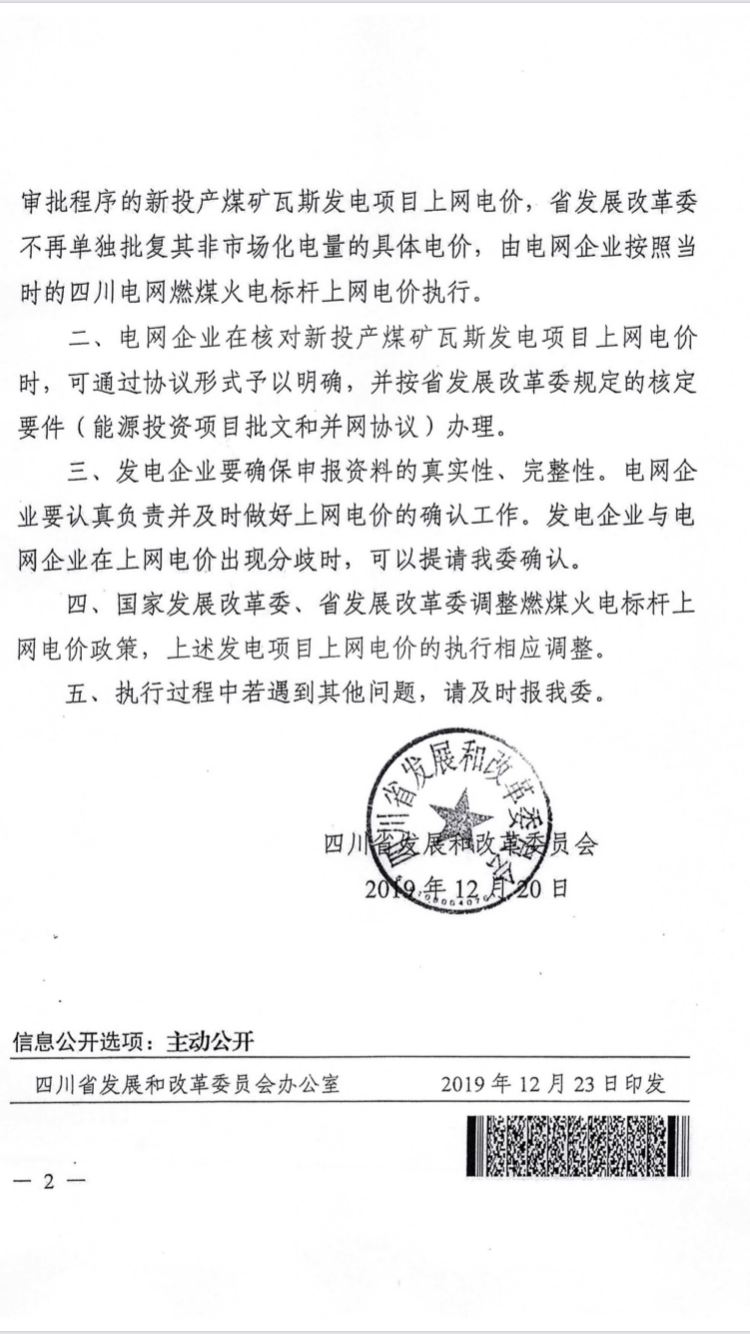 审批程序的新投产煤矿瓦斯发电项目上网电价，省发展改革委
不再单独批复其非市场化电量的具体电价，由电网企业按照当
时的四川电网燃煤火电标杆上网电价执行。
二、电网企业在核对新投产煤矿瓦斯发电项目上网电价
时，可通过协议形式予以明确，并按省发展改革委规定的核定
要件（能源投资项目批文和并网协议）办理。
三、发电企业要确保申报资料的真实性、完整性。电网企
业要认真负责并及时做好上网电价的确认工作。发电企业与电
网企业在上网电价出现分歧时，可以提请我委确认。
四、国家发展改革委、省发展改革委调整燃煤火电标杆上
网电价政策，上述发电项目上网电价的执行相应调整。
五、执行过程中若遇到其他问题，请及时报我委。
四川省发展和改革委员会
四川省发展和改革委员会
2019年12月20日
信息公开选项：主动公开
四川省发展和改革委员会办公室 2019年12月23日印发
— 2 —